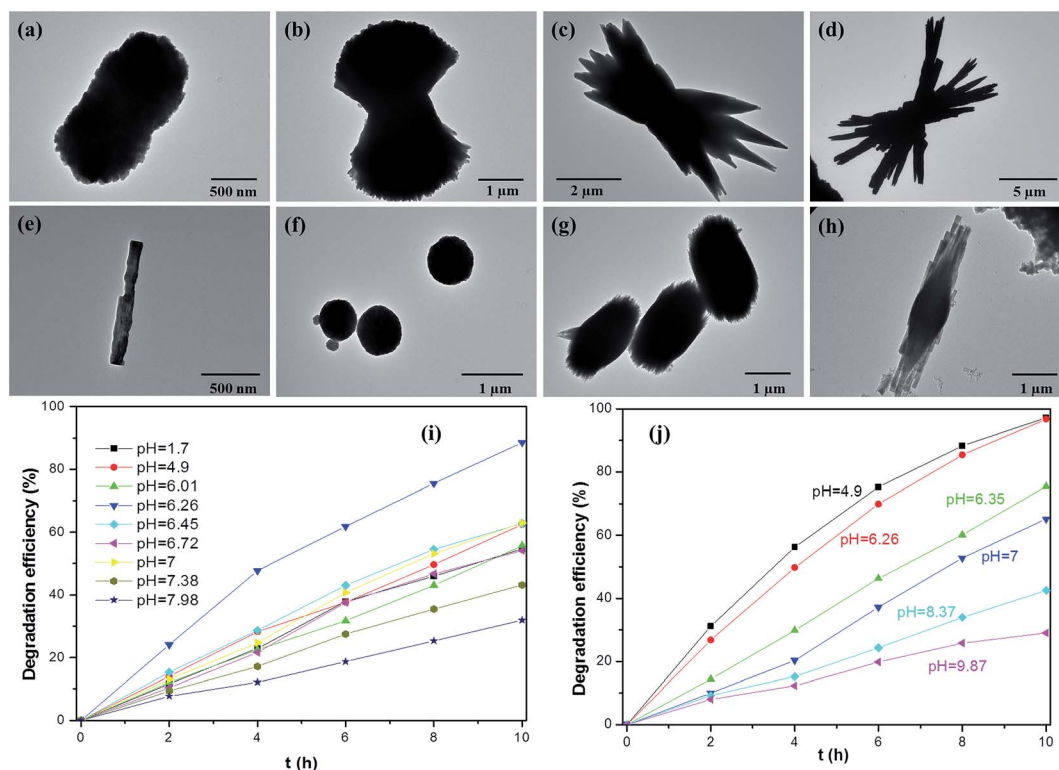 (a)
500 nm
(b)
1 µm
(c)
2 µm
(d)
5 µm
(e)
500 nm
(f)
1 µm
(g)
1 µm
(h)
1 µm
(i)
Degradation efficiency (%)
100
80
60
40
20
0
pH=1.7
pH=4.9
pH=6.01
pH=6.26
pH=6.45
pH=6.72
pH=7
pH=7.38
pH=7.98
0 2 4 6 8 10
t (h)
(j)
Degradation efficiency (%)
100
80
60
40
20
0
pH=4.9
pH=6.26
pH=6.35
pH=7
pH=8.37
pH=9.87
0 2 4 6 8 10
t (h)